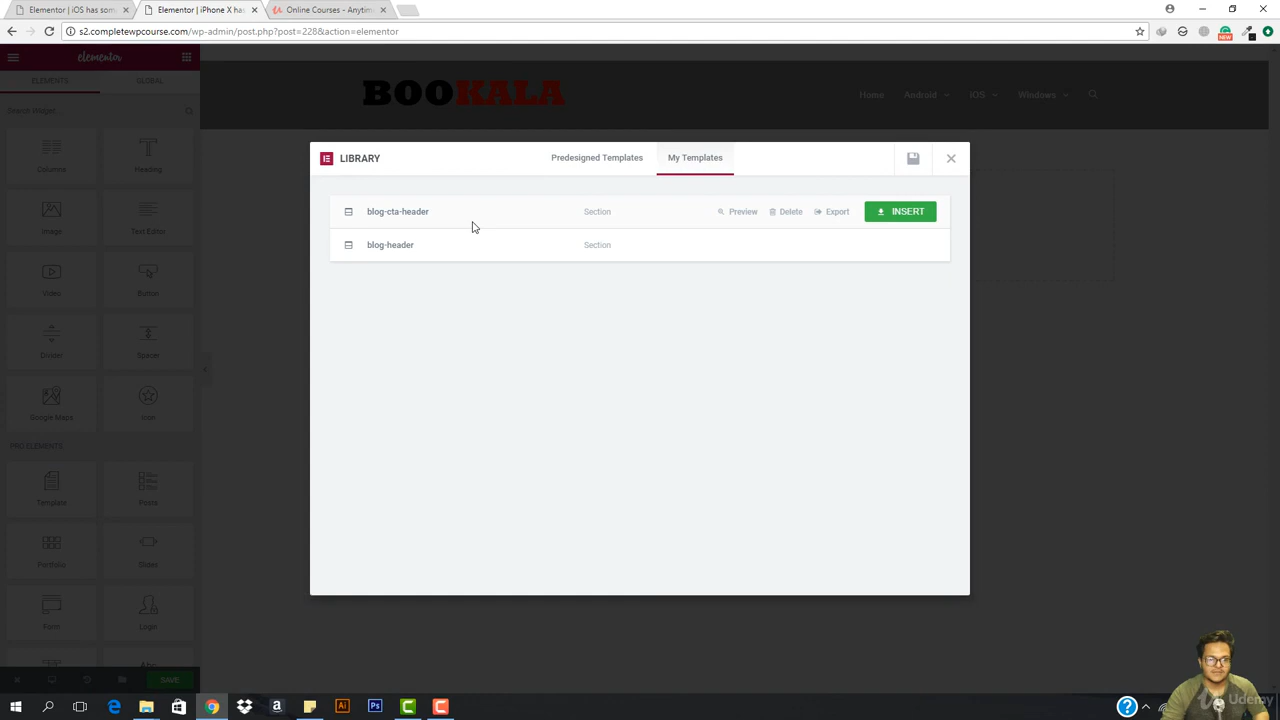 Elementor | iOS has som
Elementor | iPhone X has
Online Courses - Anytim
s2.completewpcourse.com/wp-admin/post.php?post=228&action=elementor
NEW
elementor
ELEMENTS
GLOBAL
Search Widget
Columns
Heading
Image
Text Editor
Video
Button
Divider
Spacer
Google Maps
Icon
PRO ELEMENTS
Template
Posts
Portfolio
Slides
Form
Login
Abc
SAVE
BOOKALA
Home
Android
iOS
Windows
LIBRARY
Predesigned Templates
My Templates
blog-cta-header
Section
Preview
Delete
Export
INSERT
blog-header
Section
Udemy